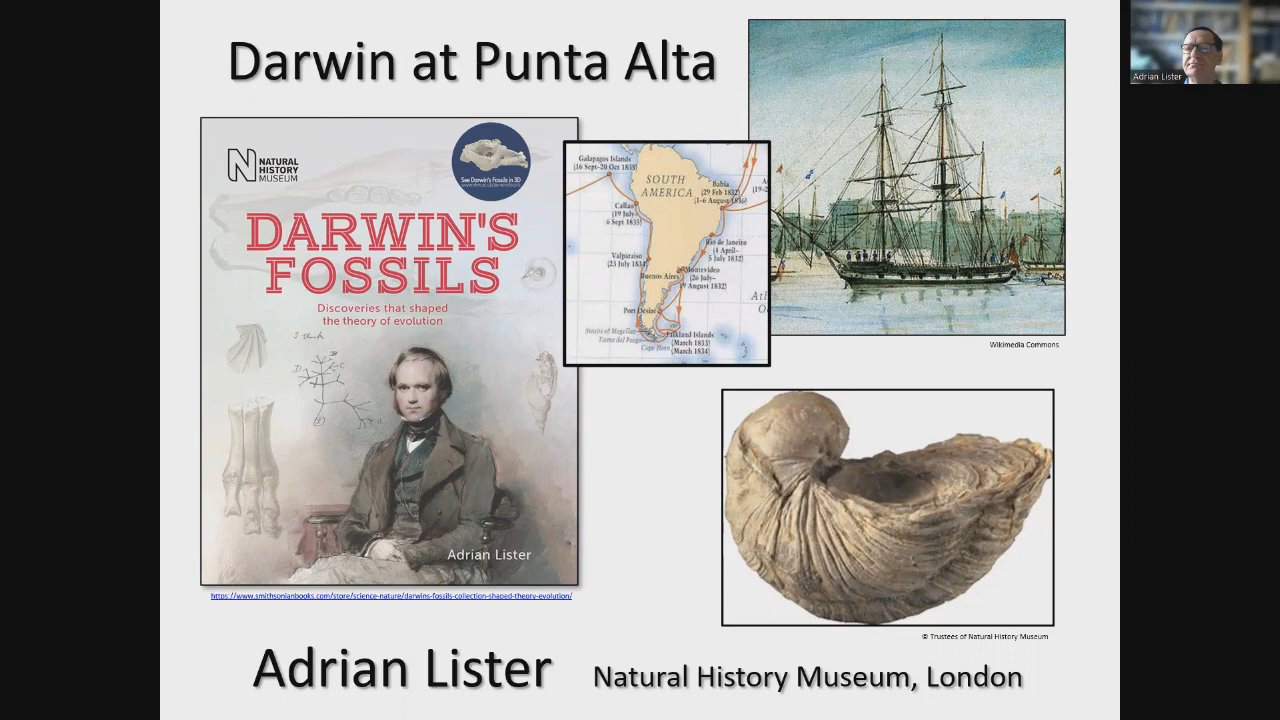 Darwin at Punta Alta
NATURAL
HISTORY
MUSEUM
See Darwin's Fossils in 3D
DARWIN'S
FOSSILS
Discoveries that shaped
the theory of evolution
I think
Adrian Lister
https://www.smithsonianbooks.com/store/science-nature/darwins-fossils-collection-shaped-theory-evolution/
Galapagos Islands
(16 Sept-20 Oct 1835)
SOUTH
AMERICA
Bahia
(29 Feb 1832)
(1-6 August 1836)
Callao
(19 July-
6 Sept 1835)
Rio de Janeiro
(4 April-
5 July 1832)
Valparaiso
(23 July 1834)
Buenos Aires
Montevideo
(26 July-
August 1832)
Port Desire
Straits of Magellan
Tierra del Fuego
Cape Horn
Falkland Islands
(March 1833)
(March 1834)
Wikimedia Commons
© Trustees of Natural History Museum
Adrian Lister
Natural History Museum, London
Adrian Lister